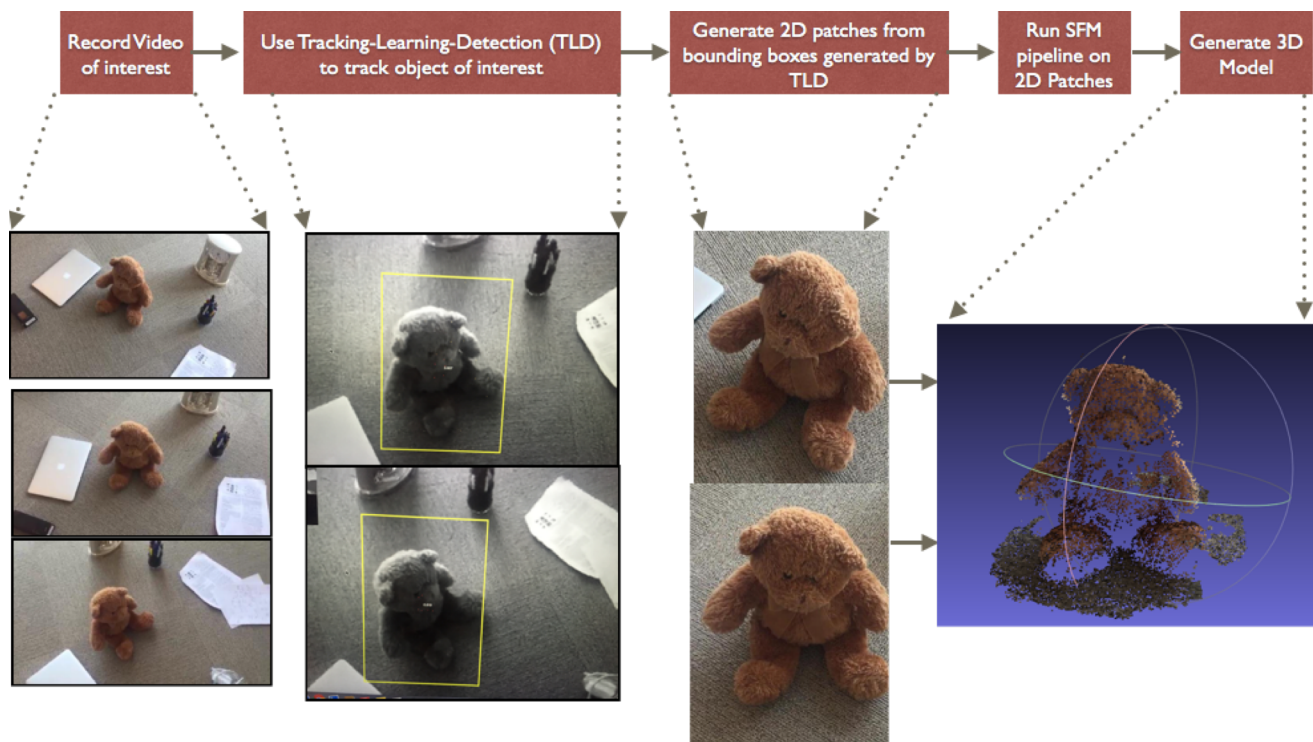 Record Video
of interest
Use Tracking-Learning-Detection (TLD)
to track object of interest
Generate 2D patches from
bounding boxes generated by
TLD
Run SFM
pipeline on
2D Patches
Generate 3D
Model